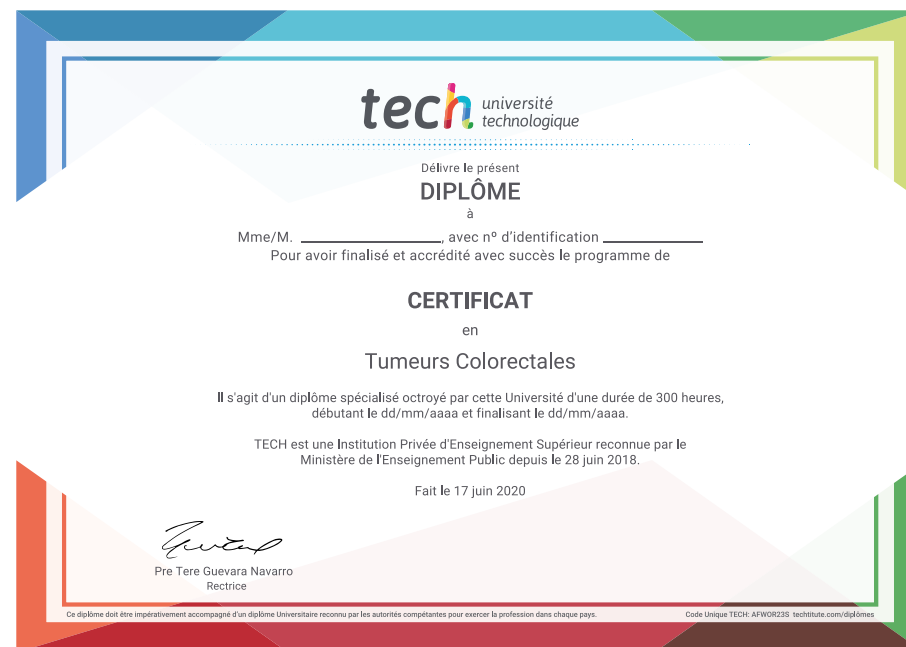 tech université
technologique
Délivre le présent
DIPLÔME
à
Mme/M. ____________________, avec nº d'identification ______________
Pour avoir finalisé et accrédité avec succès le programme de
CERTIFICAT
en
Tumeurs Colorectales
Il s'agit d'un diplôme spécialisé octroyé par cette Université d'une durée de 300 heures,
débutant le dd/mm/aaaa et finalisant le dd/mm/aaaa.
TECH est une Institution Privée d'Enseignement Supérieur reconnue par le
Ministère de l'Enseignement Public depuis le 28 juin 2018.
Fait le 17 juin 2020
Pre Tere Guevara Navarro
Rectrice
Ce diplôme doit être impérativement accompagné d'un diplôme Universitaire reconnu par les autorités compétantes pour exercer la profession dans chaque pays.
Code Unique TECH: AFWOR23S techtitute.com/diplômes